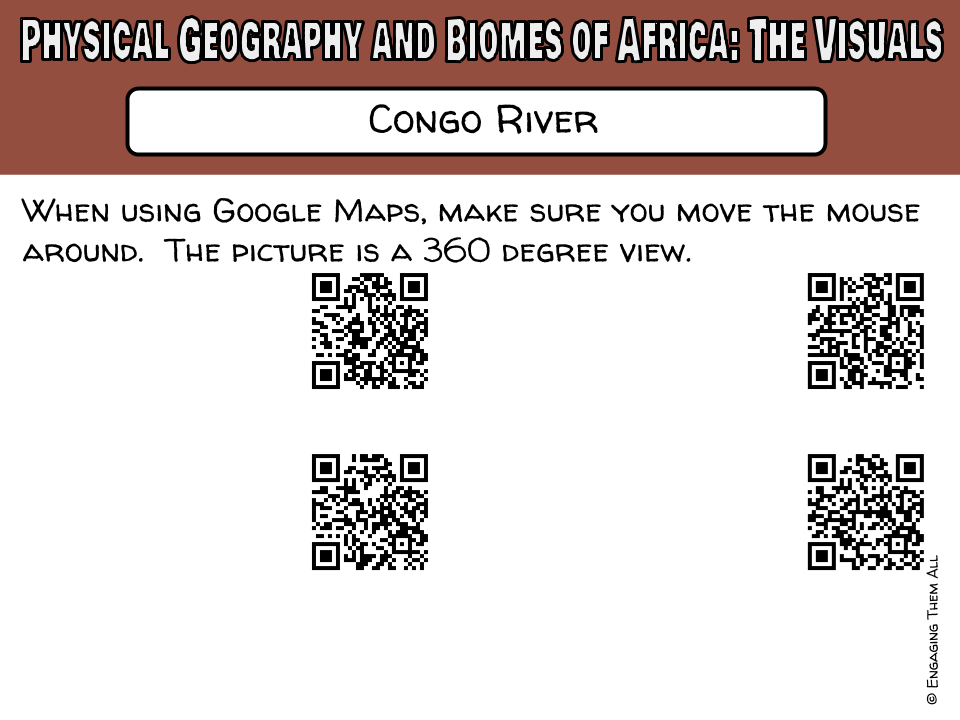 Physical Geography and Biomes of Africa: The Visuals
Congo River
When using Google Maps, make sure you move the mouse
around. The picture is a 360 degree view.
© Engaging Them All